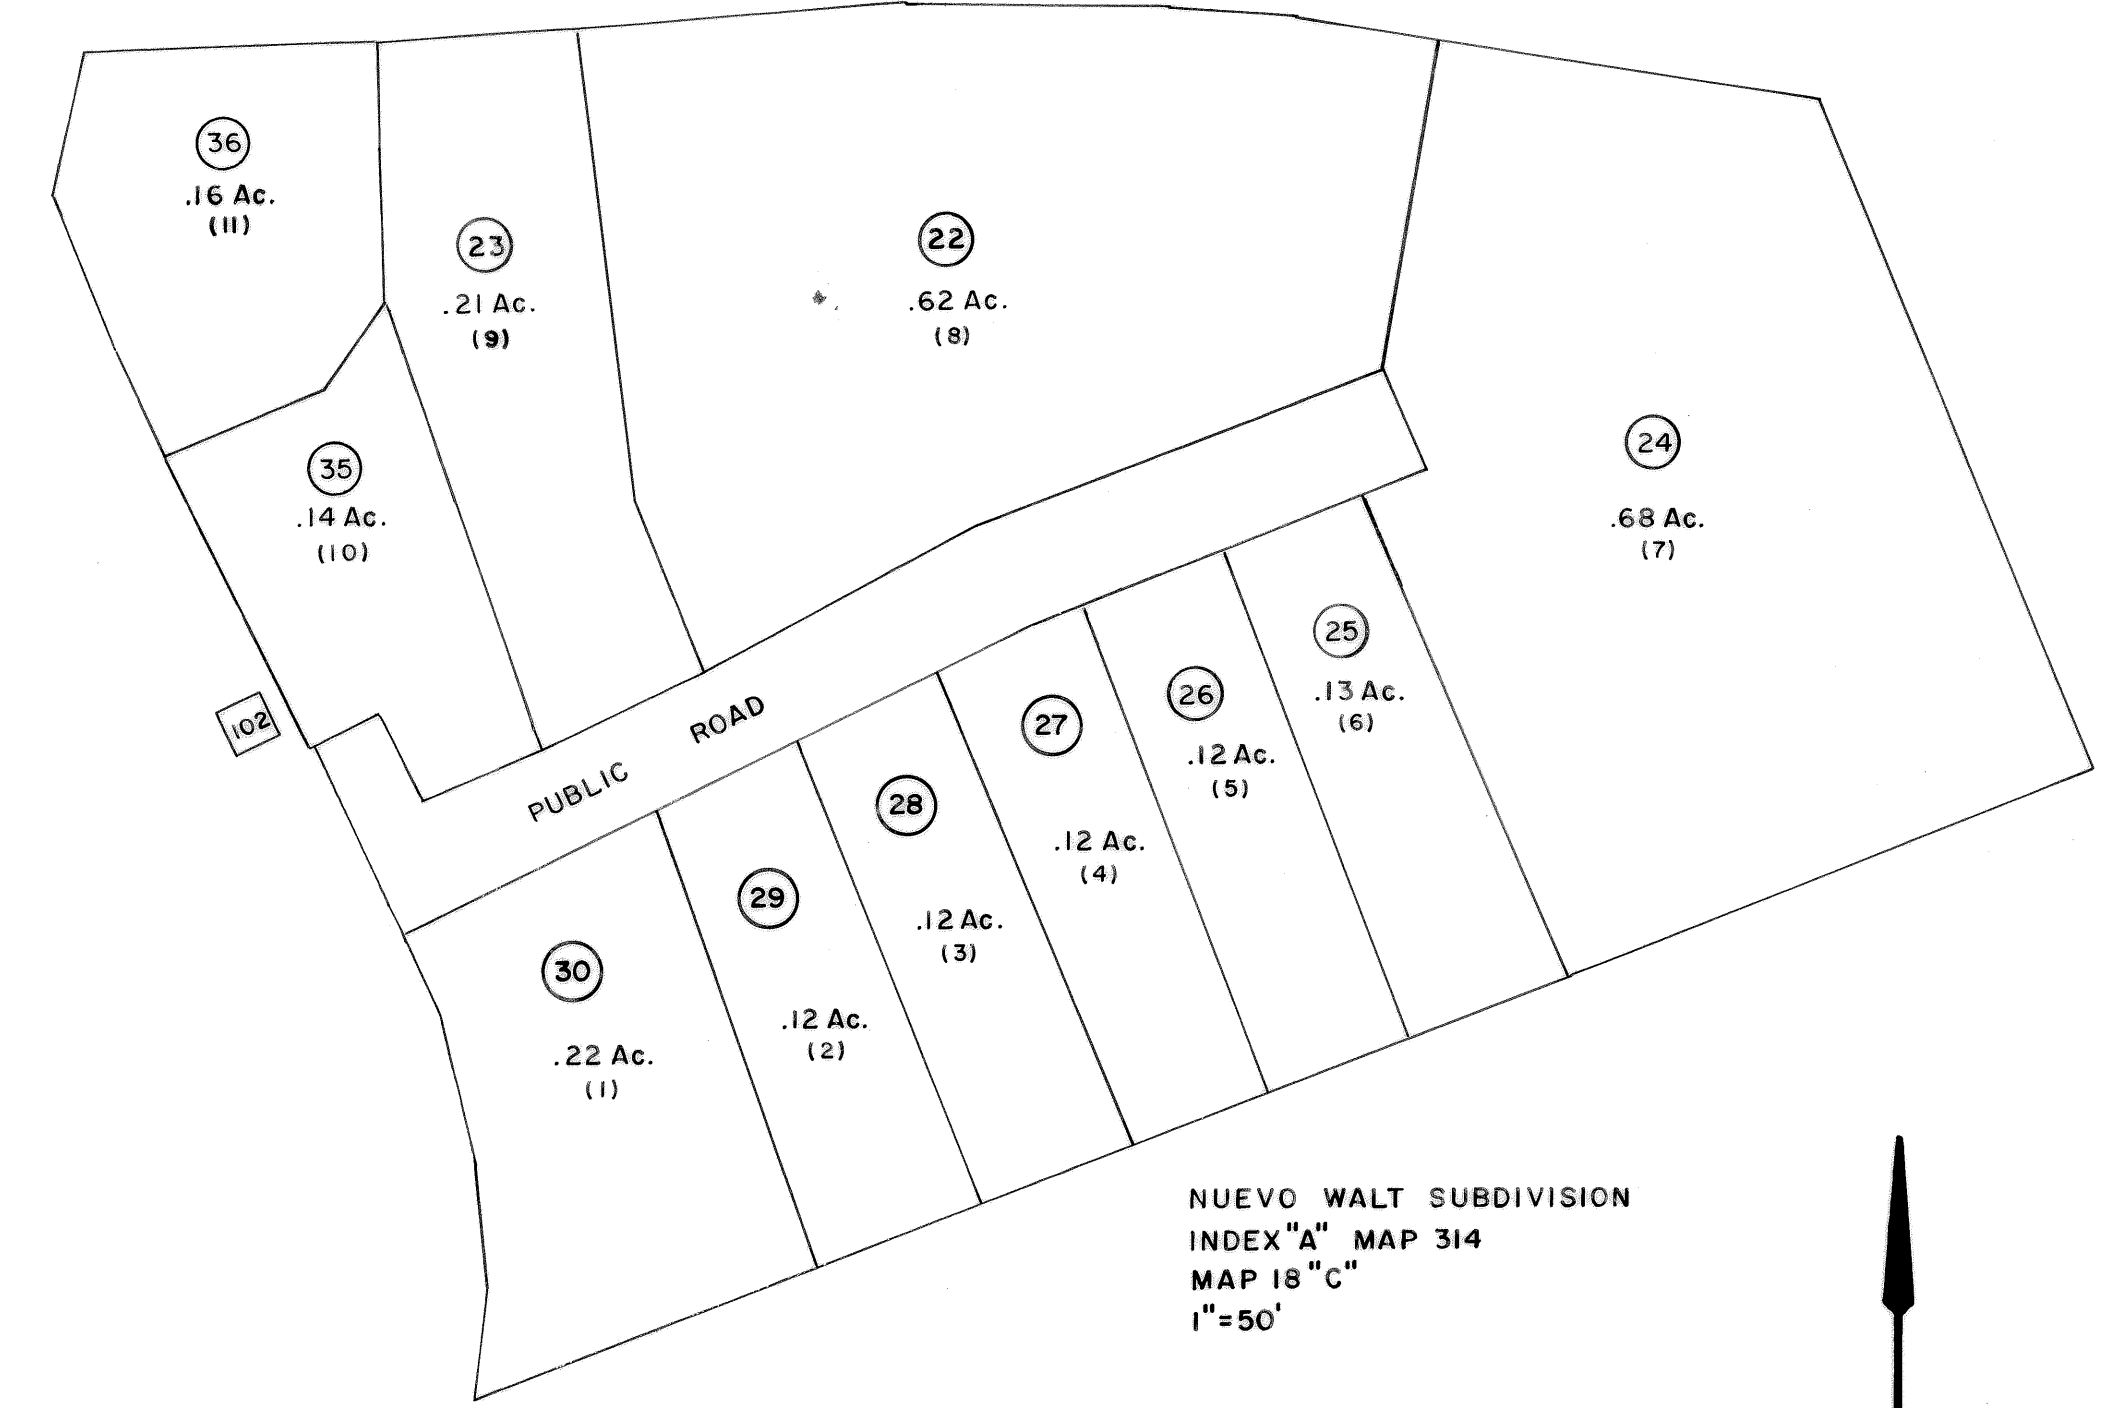 36
.16 Ac.
(11)
23
.21 Ac.
(9)
22
.62 Ac.
(8)
24
.68 Ac.
(7)
35
.14 Ac.
(10)
102
PUBLIC ROAD
25
.13 Ac.
(6)
26
.12 Ac.
(5)
27
.12 Ac.
(4)
28
.12 Ac.
(3)
29
.12 Ac.
(2)
30
.22 Ac.
(1)
NUEVO WALT SUBDIVISION
INDEX "A" MAP 314
MAP 18 "C"
1"=50'